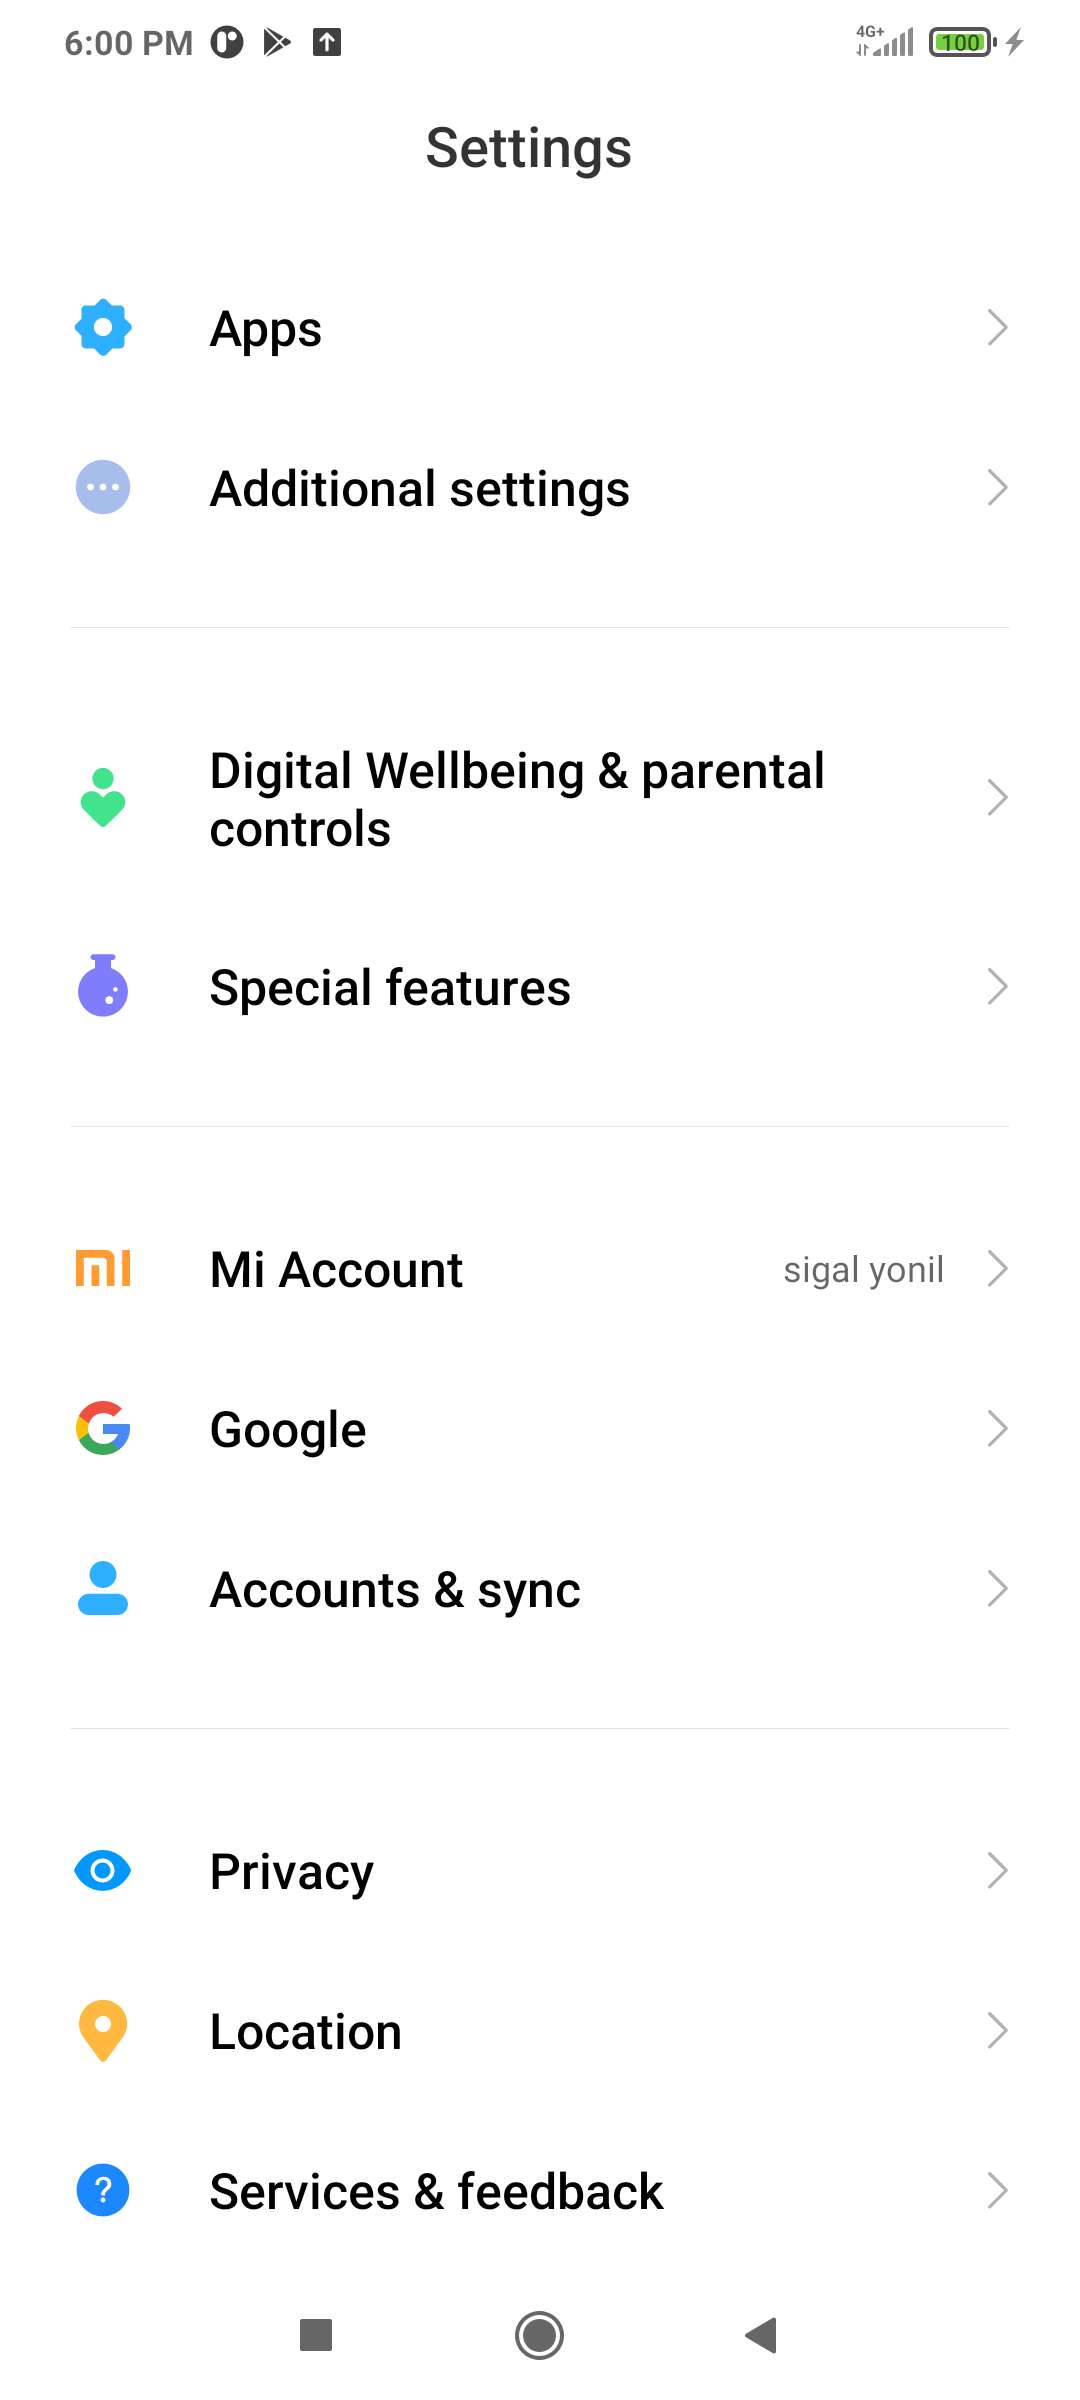 6:00 PM 4G+ 100
Settings
Apps
Additional settings
Digital Wellbeing & parental
controls
Special features
Mi Account sigal yonil
Google
Accounts & sync
Privacy
Location
Services & feedback